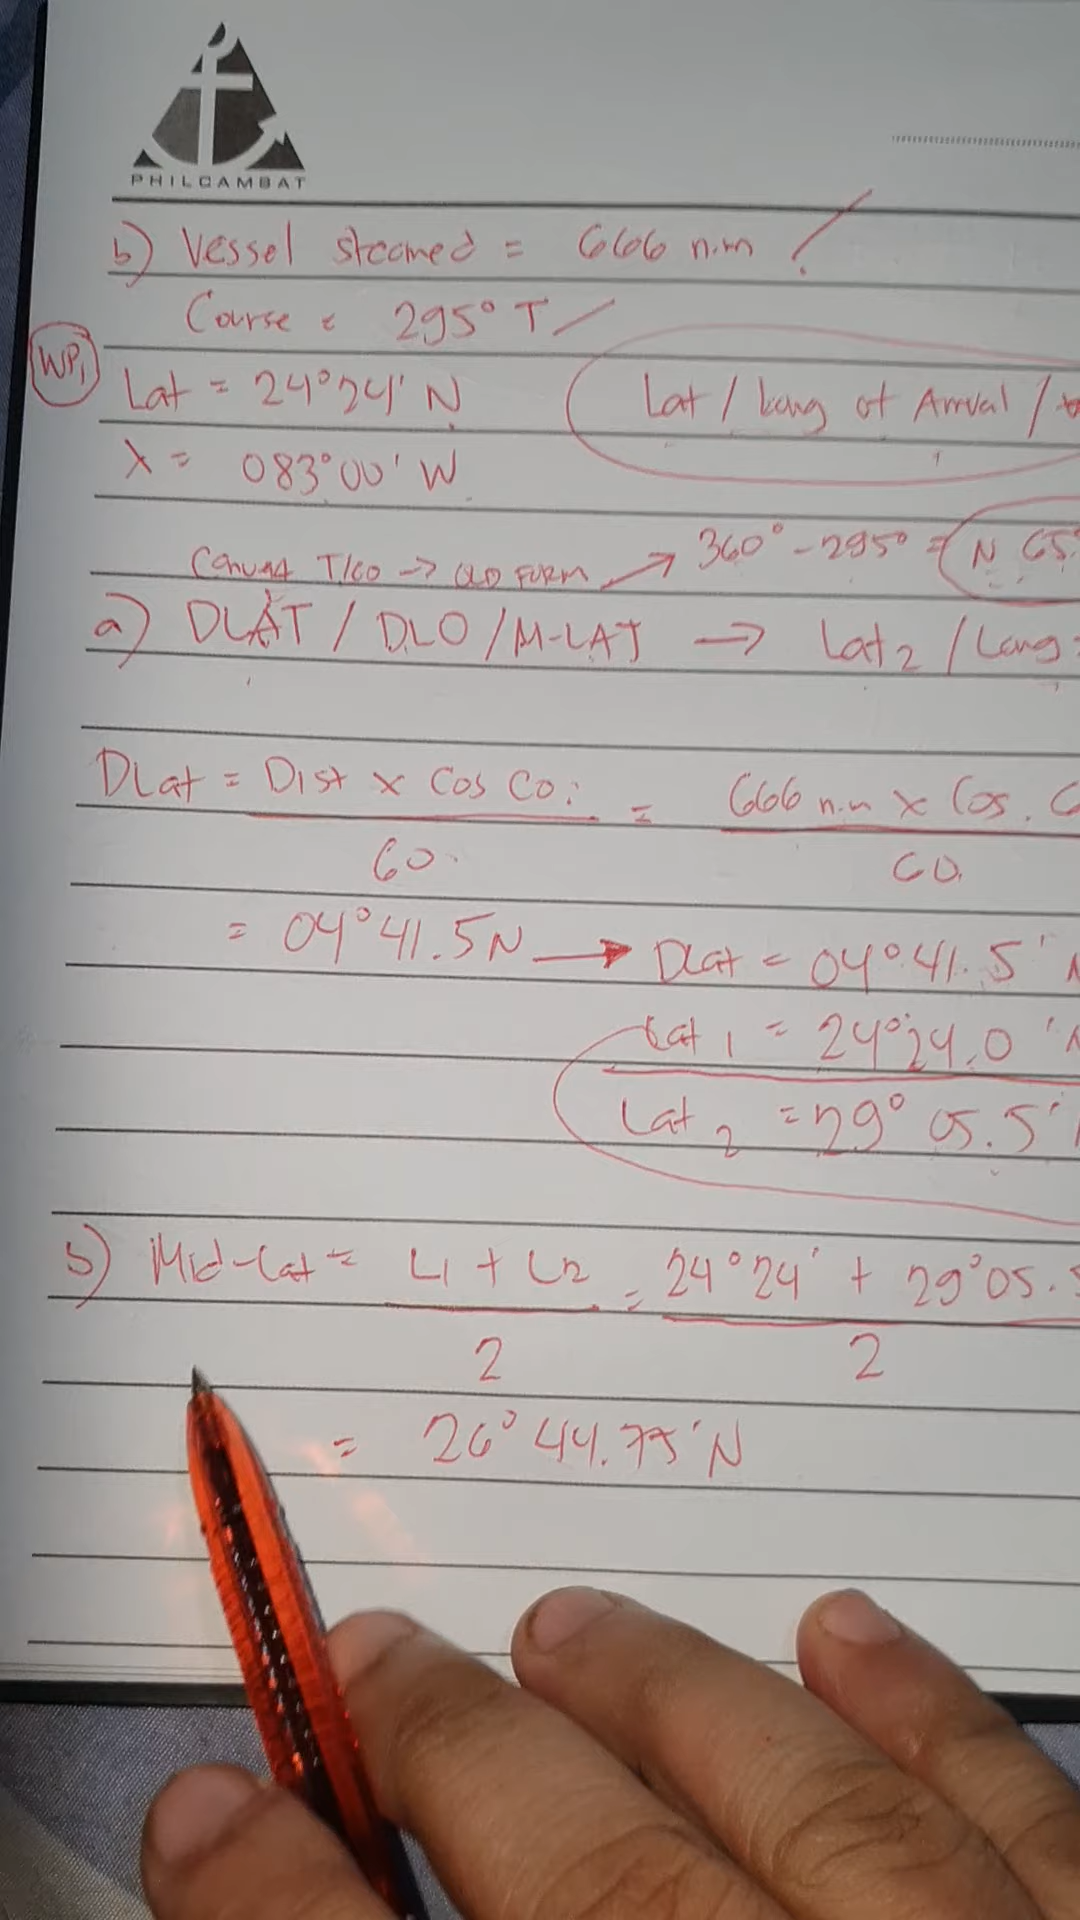 PHILCAMBAT
b) Vessel steamed = 666 n.m /
Course = 295° T /
WP1
Lat = 24°24' N
Lat / Long of Arrival /
λ = 083°00' W
Convert T/Co → OLD FORM → 360° - 295° = N 65°
a) DLAT / DLO / M-LAT → Lat2 / Long
DLat = Dist x Cos Co. = 666 n.m x Cos.
60 60
= 04°41.5N → DLat = 04°41.5' N
Lat 1 = 24°24.0 ' N
Lat 2 = 29° 05.5'
b) Mid-Lat = L1 + L2 = 24°24' + 29°05.5
2 2
= 26° 44.75' N